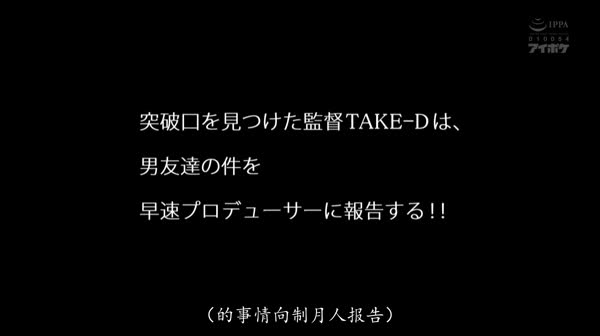 IPPA
010054
アイポケ
突破口を見つけた監督TAKE-Dは、
男友達の件を
早速プロデューサーに報告する!!
（的事情向制月人报告）